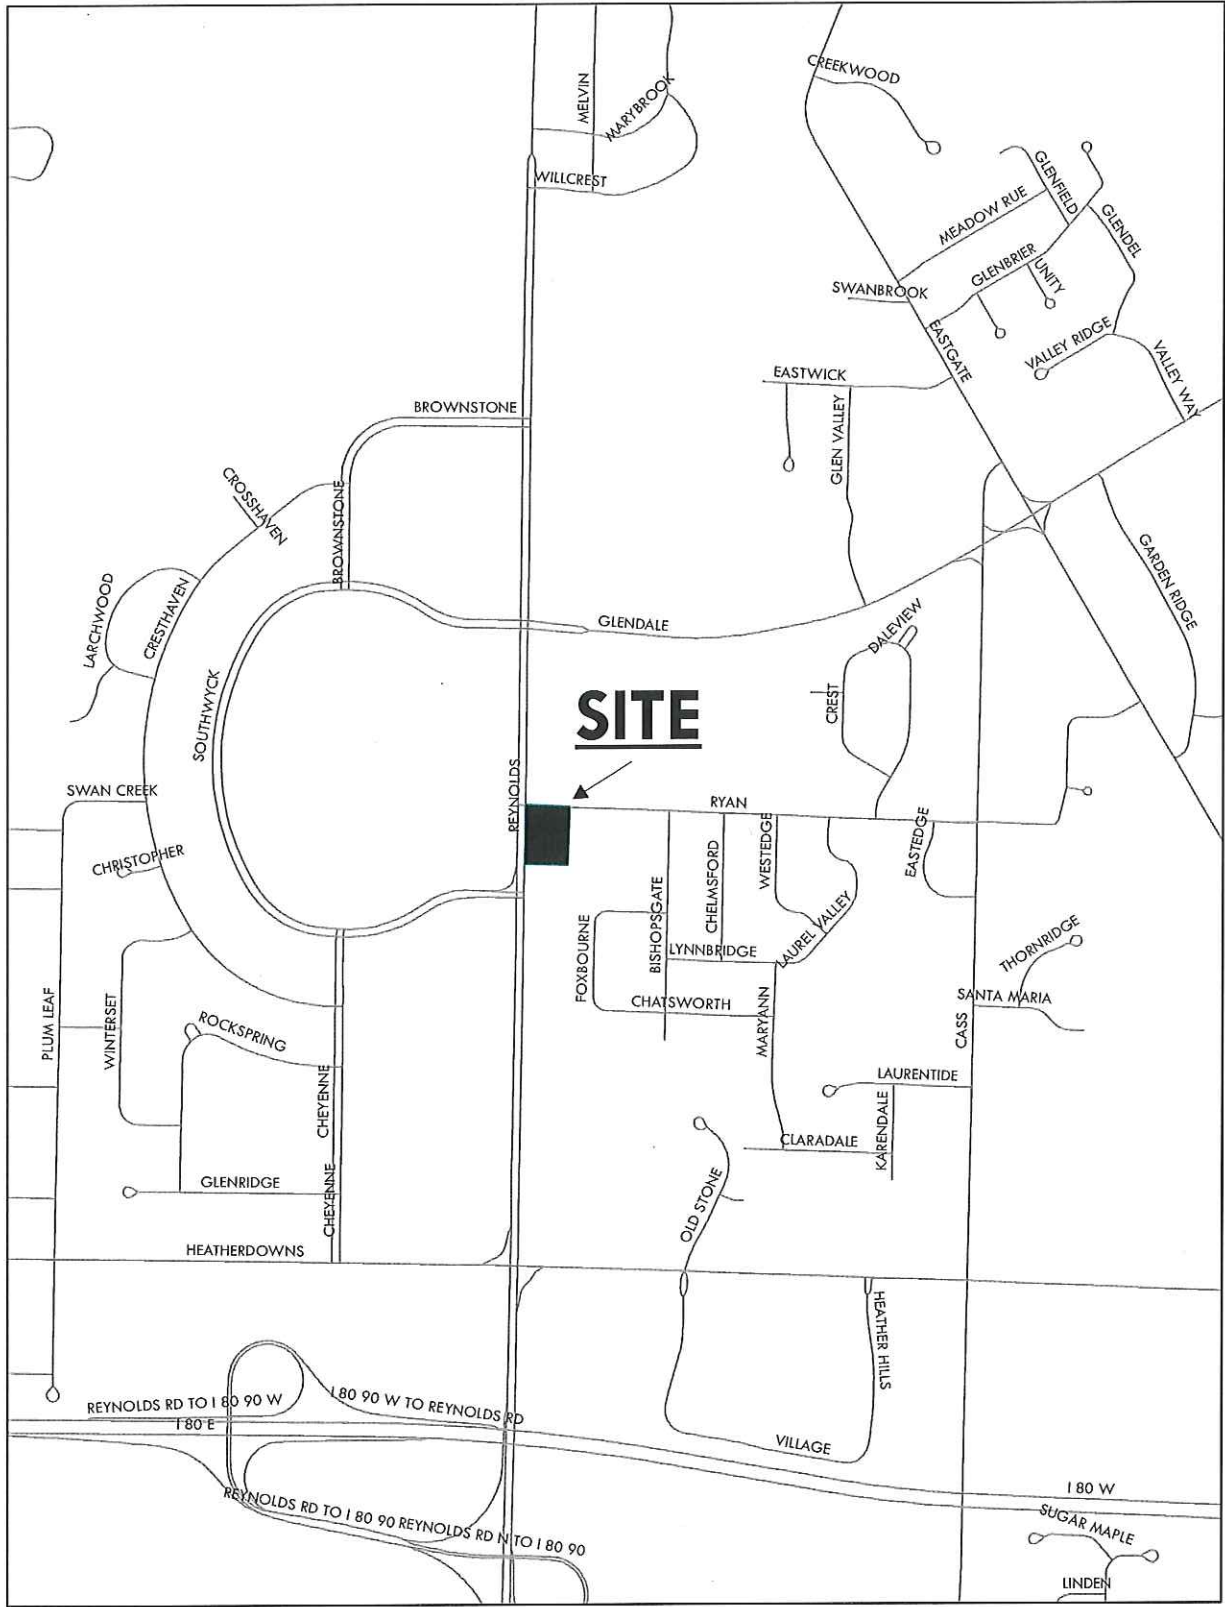 CREEKWOOD
MELVIN
MARYBROOK
WILLCREST
GLENFIELD
MEADOW RUE
GLENDEL
GLENBRIER
UNITY
SWANBROOK
EASTGATE
VALLEY RIDGE
VALLEY WAY
EASTWICK
GLEN VALLEY
BROWNSTONE
CROSSHAVEN
BROWNSTONE
GARDEN RIDGE
LARCHWOOD
CRESTHAVEN
GLENDALE
DALEVIEW
CREST
SOUTHWYCK
SITE
REYNOLDS
SWAN CREEK
RYAN
CHRISTOPHER
WESTEDGE
EASTEDGE
CHELMSFORD
BISHOPSGATE
LAUREL VALLEY
FOXBOURNE
LYNNBRIDGE
THORNRIDGE
CHATSWORTH
SANTA MARIA
PLUM LEAF
WINTERSET
ROCKSPRING
MARYANN
CASS
CHEYENNE
LAURENTIDE
KARENDALE
CLARADALE
GLENRIDGE
CHEYENNE
OLD STONE
HEATHERDOWNS
HEATHER HILLS
REYNOLDS RD TO I 80 90 W
I 80 90 W TO REYNOLDS RD
I 80 E
VILLAGE
I 80 W
REYNOLDS RD TO I 80 90 REYNOLDS RD N TO I 80 90
SUGAR MAPLE
LINDEN